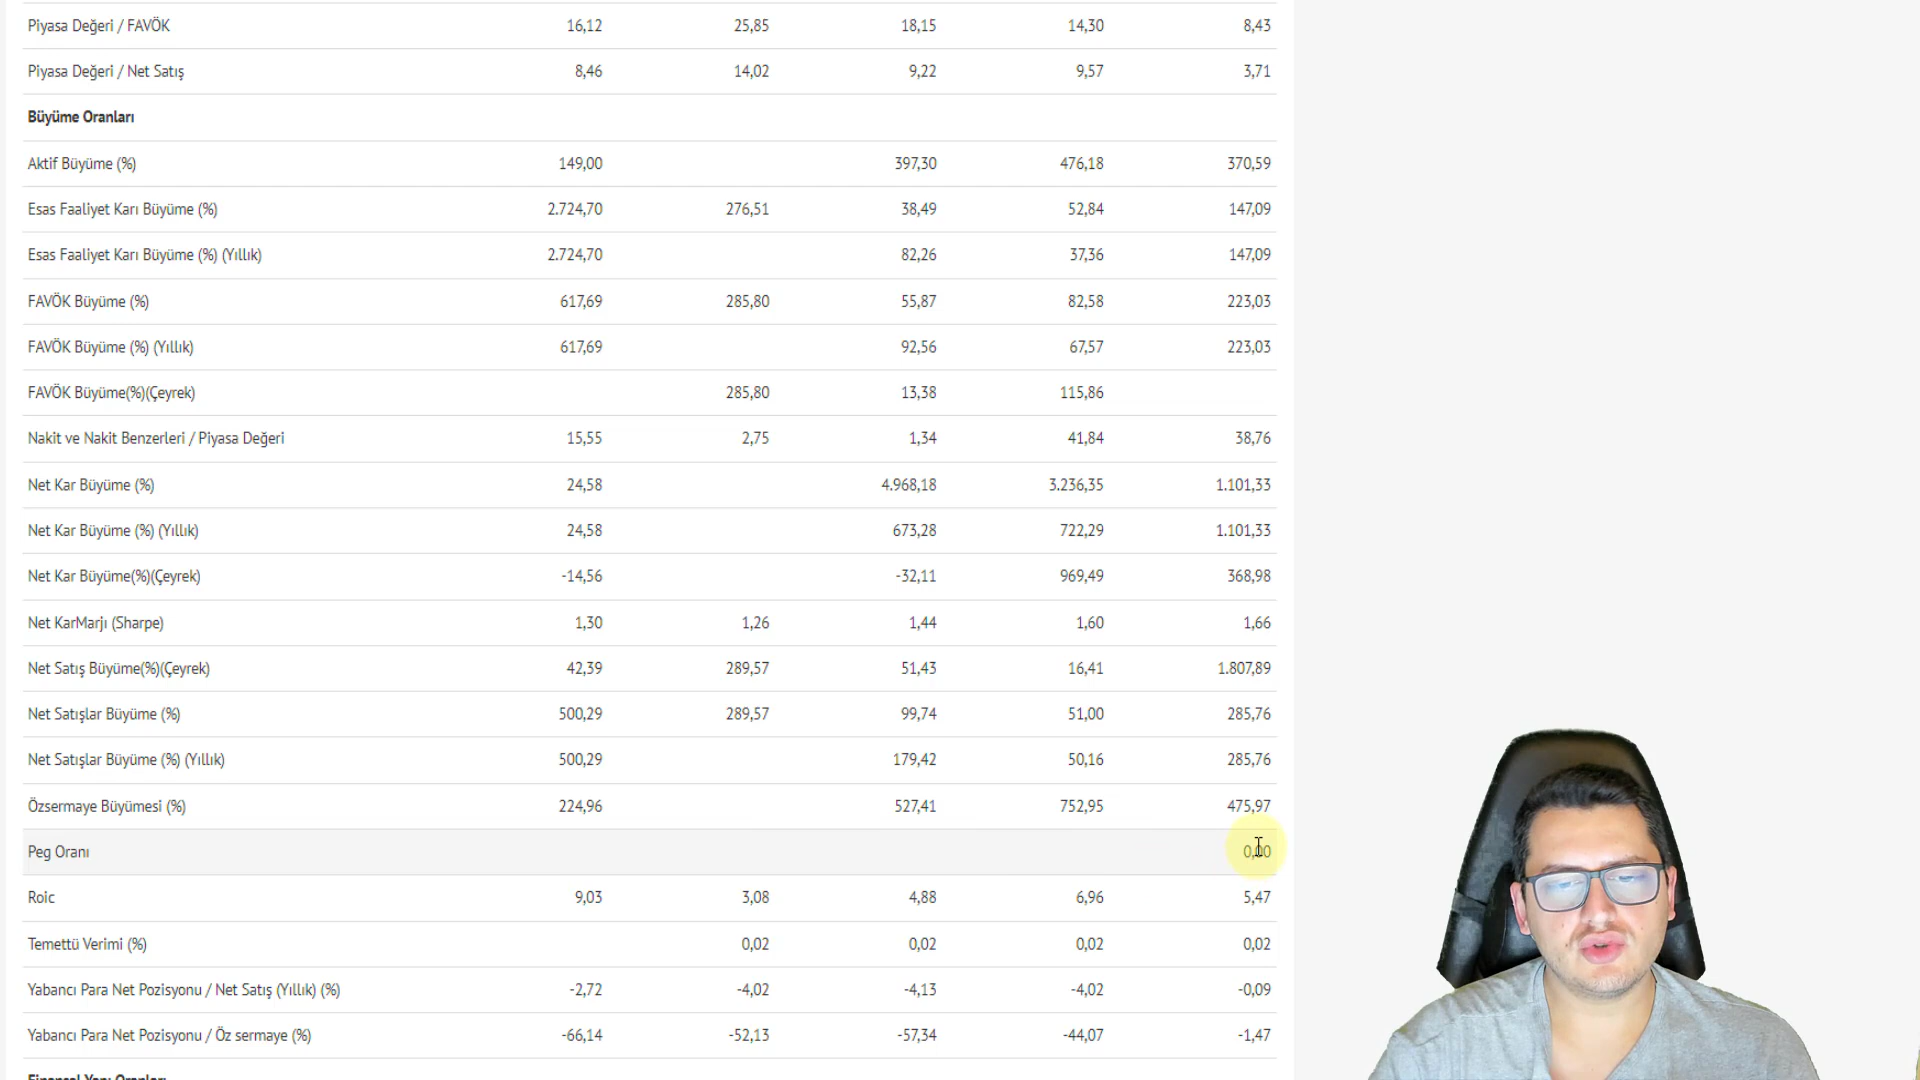 Piyasa Değeri / FAVÖK 16,12 25,85 18,15 14,30 8,43
Piyasa Değeri / Net Satış 8,46 14,02 9,22 9,57 3,71
Büyüme Oranları
Aktif Büyüme (%) 149,00 397,30 476,18 370,59
Esas Faaliyet Karı Büyüme (%) 2.724,70 276,51 38,49 52,84 147,09
Esas Faaliyet Karı Büyüme (%) (Yıllık) 2.724,70 82,26 37,36 147,09
FAVÖK Büyüme (%) 617,69 285,80 55,87 82,58 223,03
FAVÖK Büyüme (%) (Yıllık) 617,69 92,56 67,57 223,03
FAVÖK Büyüme(%)(Çeyrek) 285,80 13,38 115,86
Nakit ve Nakit Benzerleri / Piyasa Değeri 15,55 2,75 1,34 41,84 38,76
Net Kar Büyüme (%) 24,58 4.968,18 3.236,35 1.101,33
Net Kar Büyüme (%) (Yıllık) 24,58 673,28 722,29 1.101,33
Net Kar Büyüme(%)(Çeyrek) -14,56 -32,11 969,49 368,98
Net KarMarjı (Sharpe) 1,30 1,26 1,44 1,60 1,66
Net Satış Büyüme(%)(Çeyrek) 42,39 289,57 51,43 16,41 1.807,89
Net Satışlar Büyüme (%) 500,29 289,57 99,74 51,00 285,76
Net Satışlar Büyüme (%) (Yıllık) 500,29 179,42 50,16 285,76
Özsermaye Büyümesi (%) 224,96 527,41 752,95 475,97
Peg Oranı 0,00
Roic 9,03 3,08 4,88 6,96 5,47
Temettü Verimi (%) 0,02 0,02 0,02 0,02
Yabancı Para Net Pozisyonu / Net Satış (Yıllık) (%) -2,72 -4,02 -4,13 -4,02 -0,09
Yabancı Para Net Pozisyonu / Öz sermaye (%) -66,14 -52,13 -57,34 -44,07 -1,47
Finansal Yapı Oranları